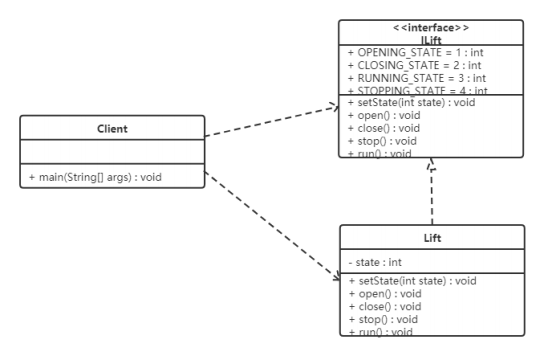 <<interface>>
ILift
+ OPENING_STATE = 1 : int
+ CLOSING_STATE = 2 : int
+ RUNNING_STATE = 3 : int
+ STOPPING_STATE = 4 : int
+ setState(int state) : void
+ open() : void
+ close() : void
+ stop() : void
+ run() : void
Client
+ main(String[] args) : void
Lift
- state : int
+ setState(int state) : void
+ open() : void
+ close() : void
+ stop() : void
+ run() : void